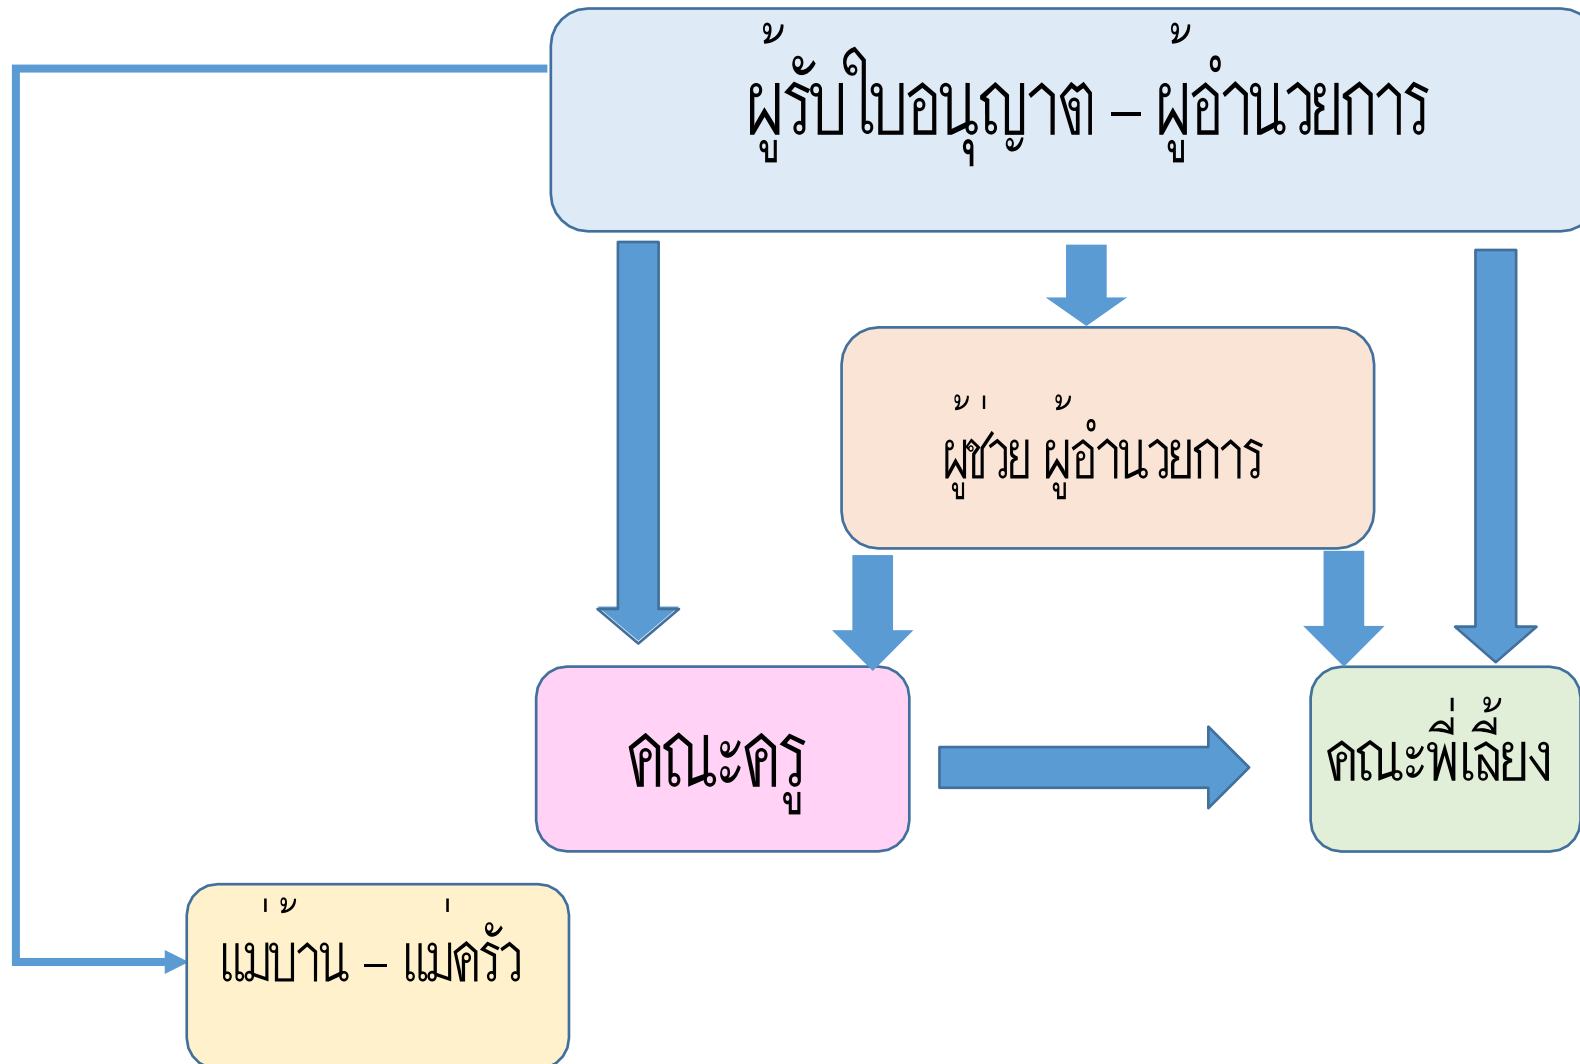 ผู้รับใบอนุญาต – ผู้อำนวยการ
ผู้ช่วย ผู้อำนวยการ
คณะครู
คณะพี่เลี้ยง
แม่บ้าน – แม่ครัว